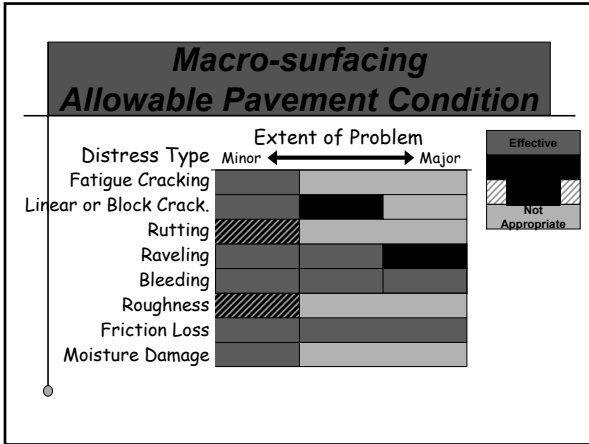 Macro-surfacing
Allowable Pavement Condition
Extent of Problem
Distress Type Minor Major
Effective
Fatigue Cracking
Linear or Block Crack.
Rutting
Raveling
Bleeding
Roughness
Friction Loss
Moisture Damage
Not
Appropriate